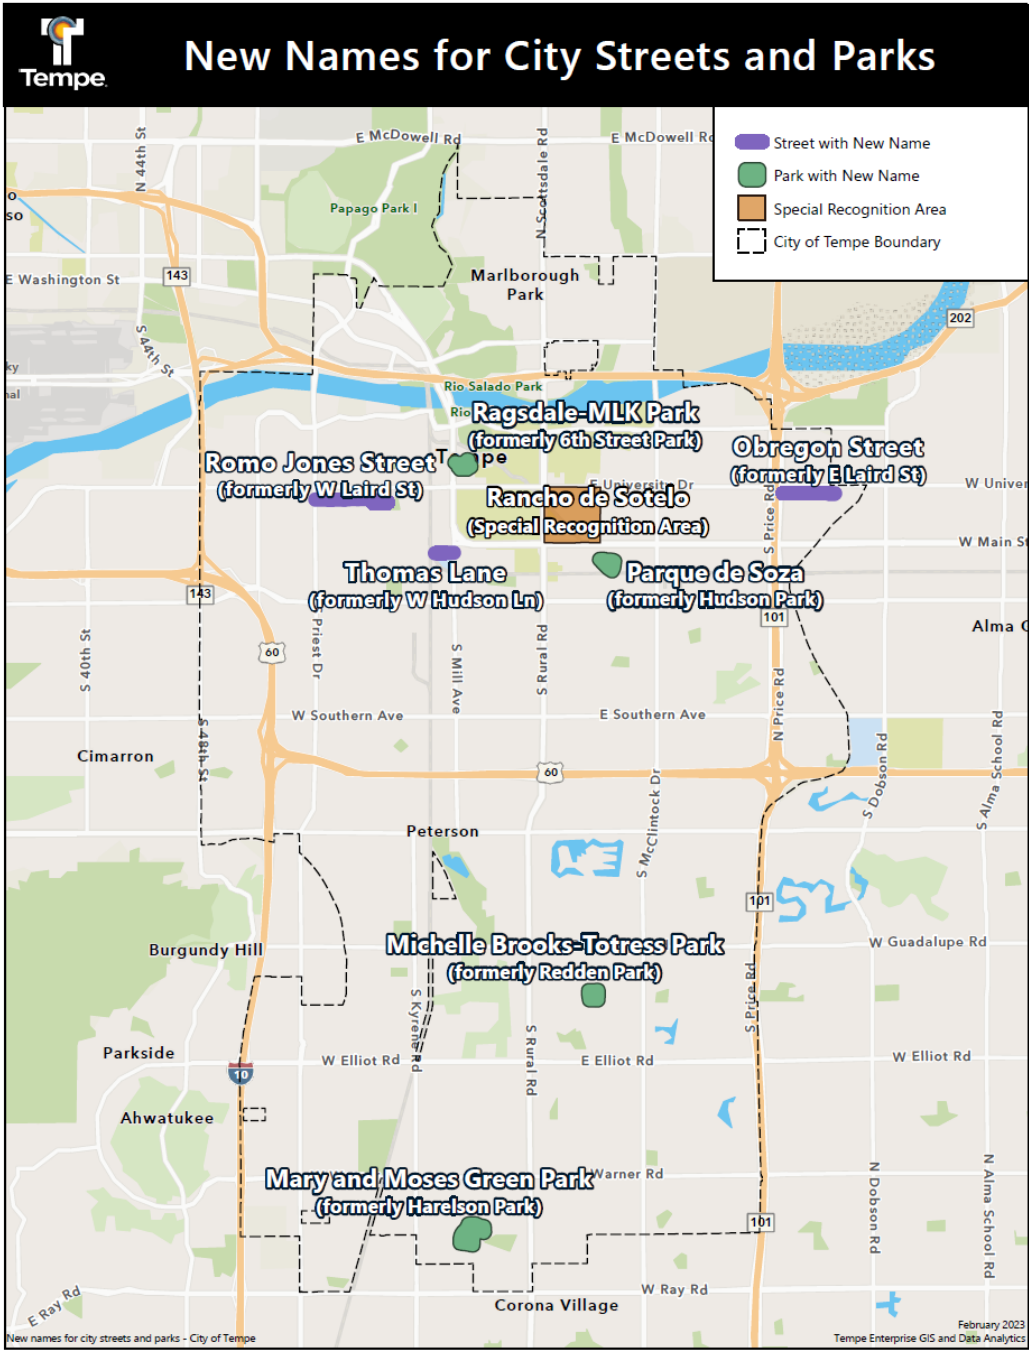 Tempe.
New Names for City Streets and Parks
Street with New Name
Park with New Name
Special Recognition Area
City of Tempe Boundary
E McDowell Rd
E McDowell Rd
N 44th St
N Scottsdale Rd
Papago Park I
o
so
143
E Washington St
Marlborough
Park
S 44th St
202
ky
nal
Rio Salado Park
Rio
Ragsdale-MLK Park
(formerly 6th Street Park)
Tempe
Romo Jones Street
(formerly W Laird St)
Obregon Street
(formerly E Laird St)
E University Dr
W Univer
Rancho de Sotelo
(Special Recognition Area)
S Price Rd
W Main St
Thomas Lane
(formerly W Hudson Ln)
Parque de Soza
(formerly Hudson Park)
143
101
Alma
60
S 40th St
Priest Dr
S Mill Ave
S Rural Rd
N Price Rd
W Southern Ave
E Southern Ave
S 48th St
Cimarron
60
S Dobson Rd
S Alma School Rd
S McClintock Dr
Peterson
101
Burgundy Hill
Michelle Brooks-Totress Park
(formerly Redden Park)
W Guadalupe Rd
S Price Rd
S Kyrene Rd
S Rural Rd
Parkside
W Elliot Rd
E Elliot Rd
W Elliot Rd
10
Ahwatukee
Mary and Moses Green Park
(formerly Harelson Park)
Warner Rd
N Dobson Rd
N Alma School Rd
101
E Ray Rd
W Ray Rd
Corona Village
New names for city streets and parks - City of Tempe
February 2023
Tempe Enterprise GIS and Data Analytics